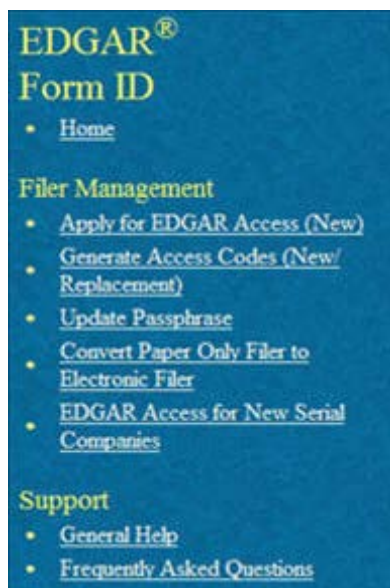 EDGAR®
Form ID
• Home
Filer Management
• Apply for EDGAR Access (New)
• Generate Access Codes (New/
Replacement)
• Update Passphrase
• Convert Paper Only Filer to
Electronic Filer
• EDGAR Access for New Serial
Companies
Support
• General Help
• Frequently Asked Questions